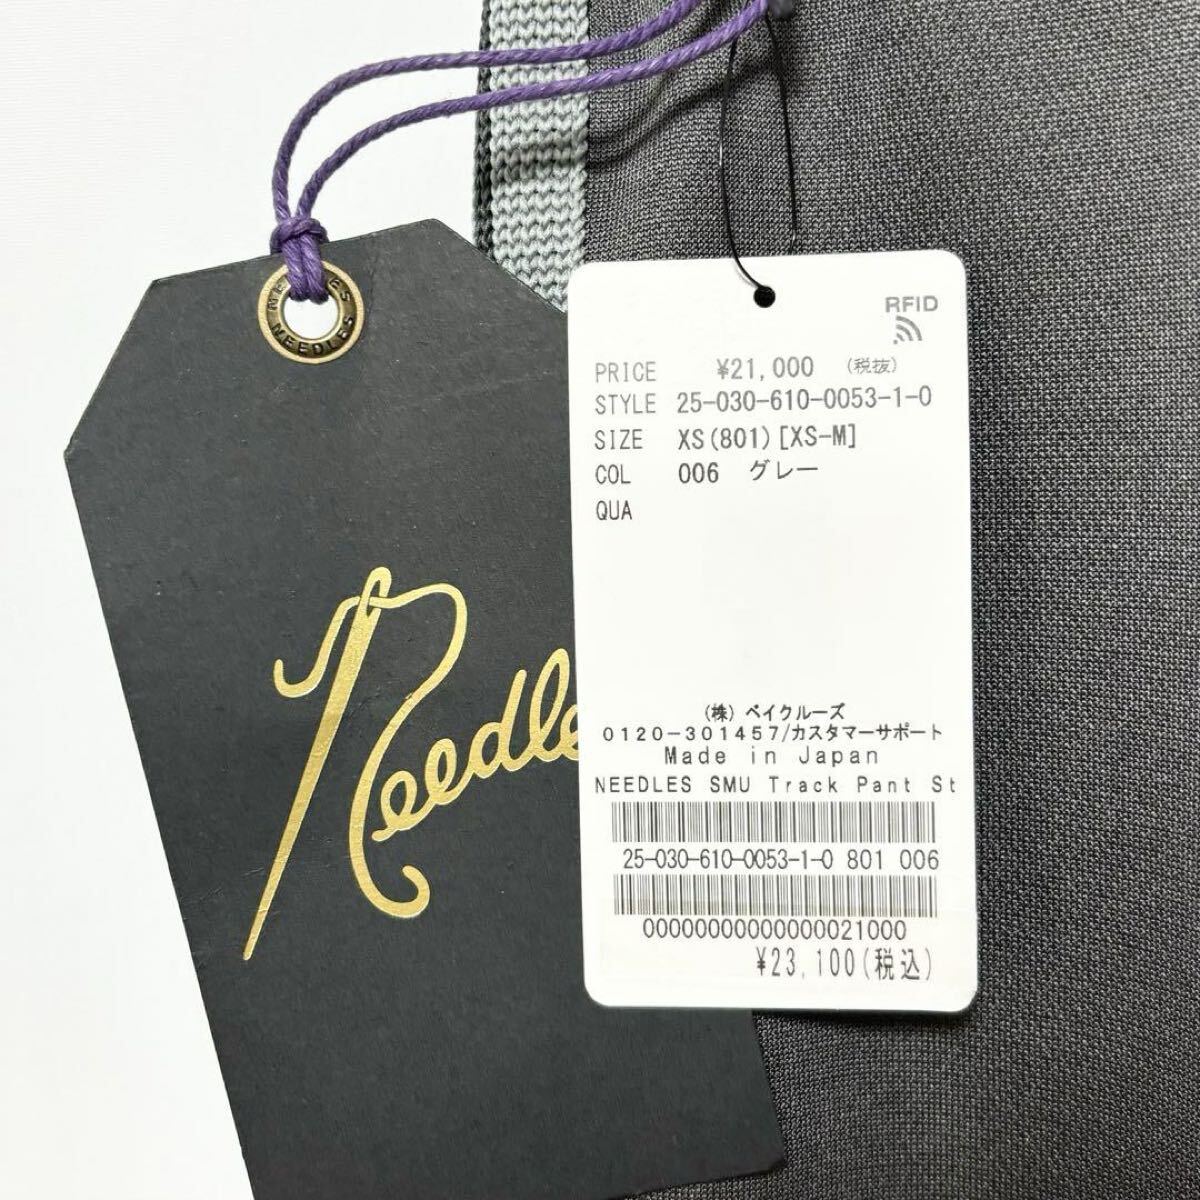 NEEDLES
Needles
RFID
PRICE ¥21,000 (税抜)
STYLE 25-030-610-0053-1-0
SIZE XS(801)[XS-M]
COL 006 グレー
QUA
(株) ベイクルーズ
0120-301457/カスタマーサポート
Made in Japan
NEEDLES SMU Track Pant St
25-030-610-0053-1-0 801 006
00000000000000021000
¥23,100(税込)